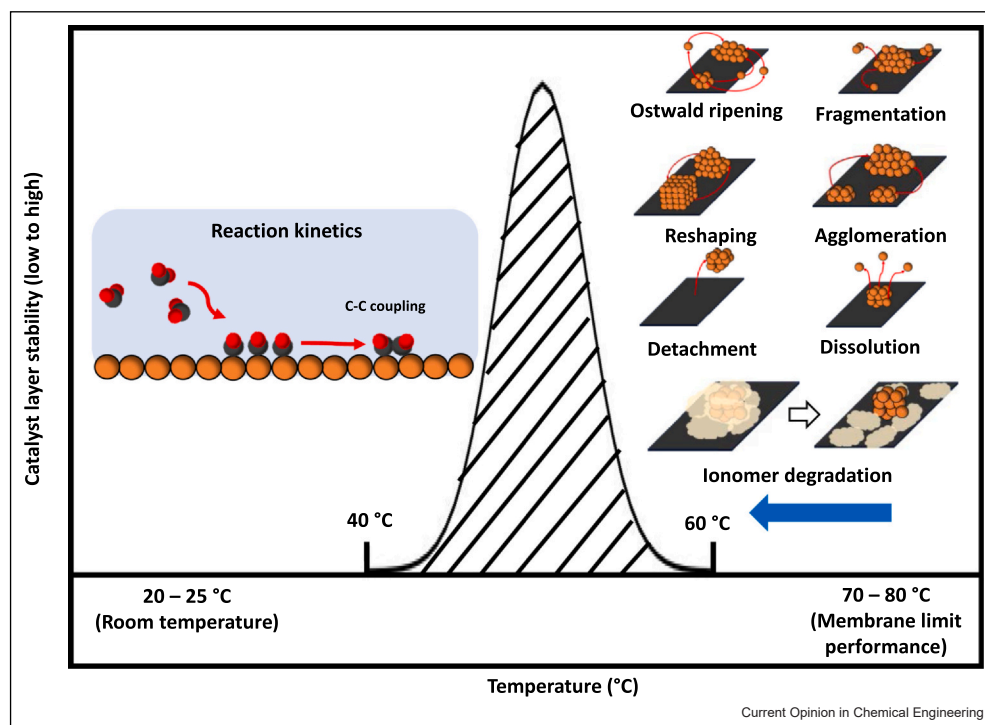 Catalyst layer stability (low to high)
Reaction kinetics
C-C coupling
Ostwald ripening
Fragmentation
Reshaping
Agglomeration
Detachment
Dissolution
Ionomer degradation
40 °C
60 °C
20 – 25 °C
(Room temperature)
70 – 80 °C
(Membrane limit
performance)
Temperature (°C)
Current Opinion in Chemical Engineering